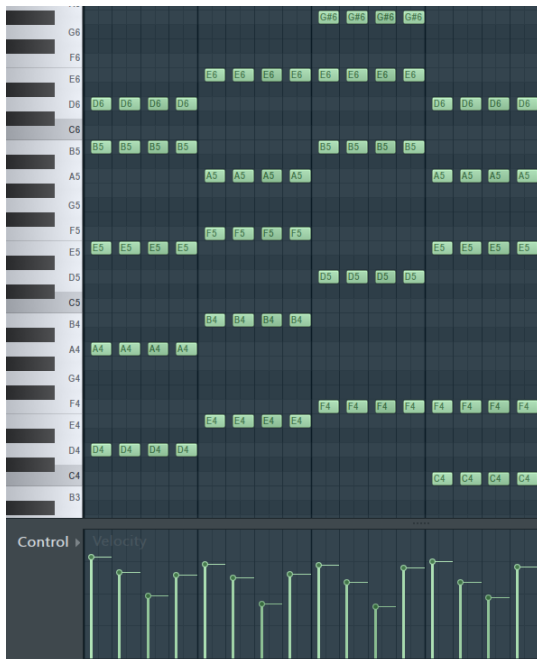 G#6 G#6 G#6 G#6
G6
F6
E6 E6 E6 E6 E6 E6 E6 E6 E6
D6 D6 D6 D6 D6 D6 D6 D6 D6
C6
B5 B5 B5 B5 B5 B5 B5 B5 B5
A5 A5 A5 A5 A5 A5 A5 A5 A5
G5
F5 F5 F5 F5 F5
E5 E5 E5 E5 E5 E5 E5 E5 E5
D5 D5 D5 D5 D5
C5
B4 B4 B4 B4 B4
A4 A4 A4 A4 A4
G4
F4 F4 F4 F4 F4 F4 F4 F4 F4
E4 E4 E4 E4 E4
D4 D4 D4 D4 D4
C4 C4 C4 C4 C4
B3
Control Velocity